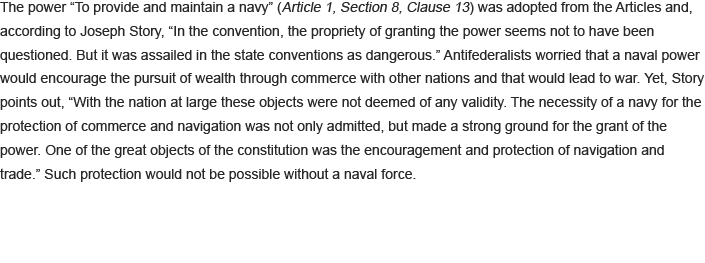 The power “To provide and maintain a navy” (Article 1, Section 8, Clause 13) was adopted from the Articles and,
according to Joseph Story, “In the convention, the propriety of granting the power seems not to have been
questioned. But it was assailed in the state conventions as dangerous.” Antifederalists worried that a naval power
would encourage the pursuit of wealth through commerce with other nations and that would lead to war. Yet, Story
points out, “With the nation at large these objects were not deemed of any validity. The necessity of a navy for the
protection of commerce and navigation was not only admitted, but made a strong ground for the grant of the
power. One of the great objects of the constitution was the encouragement and protection of navigation and
trade.” Such protection would not be possible without a naval force.